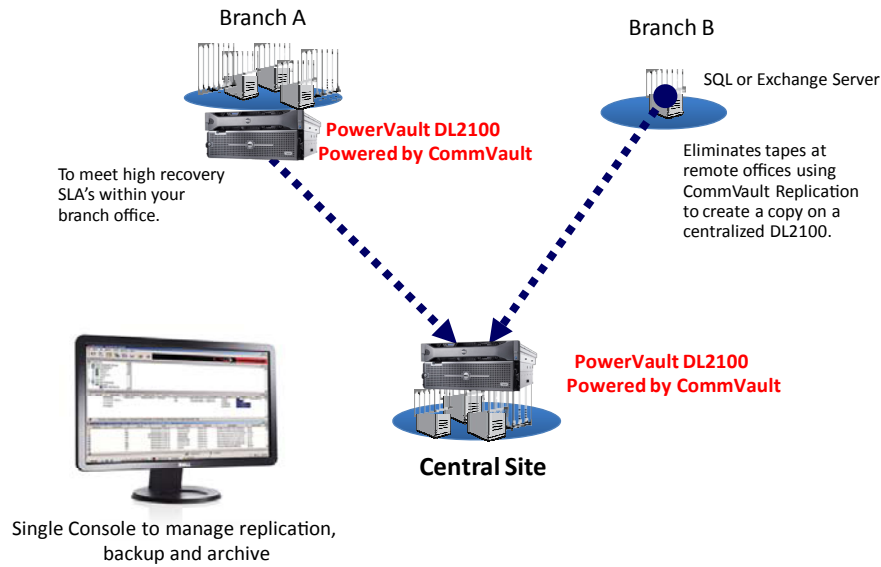 Branch A
Branch B
SQL or Exchange Server
PowerVault DL2100
Powered by CommVault
To meet high recovery
SLA's within your
branch office.
Eliminates tapes at
remote offices using
CommVault Replication
to create a copy on a
centralized DL2100.
PowerVault DL2100
Powered by CommVault
Central Site
Single Console to manage replication,
backup and archive